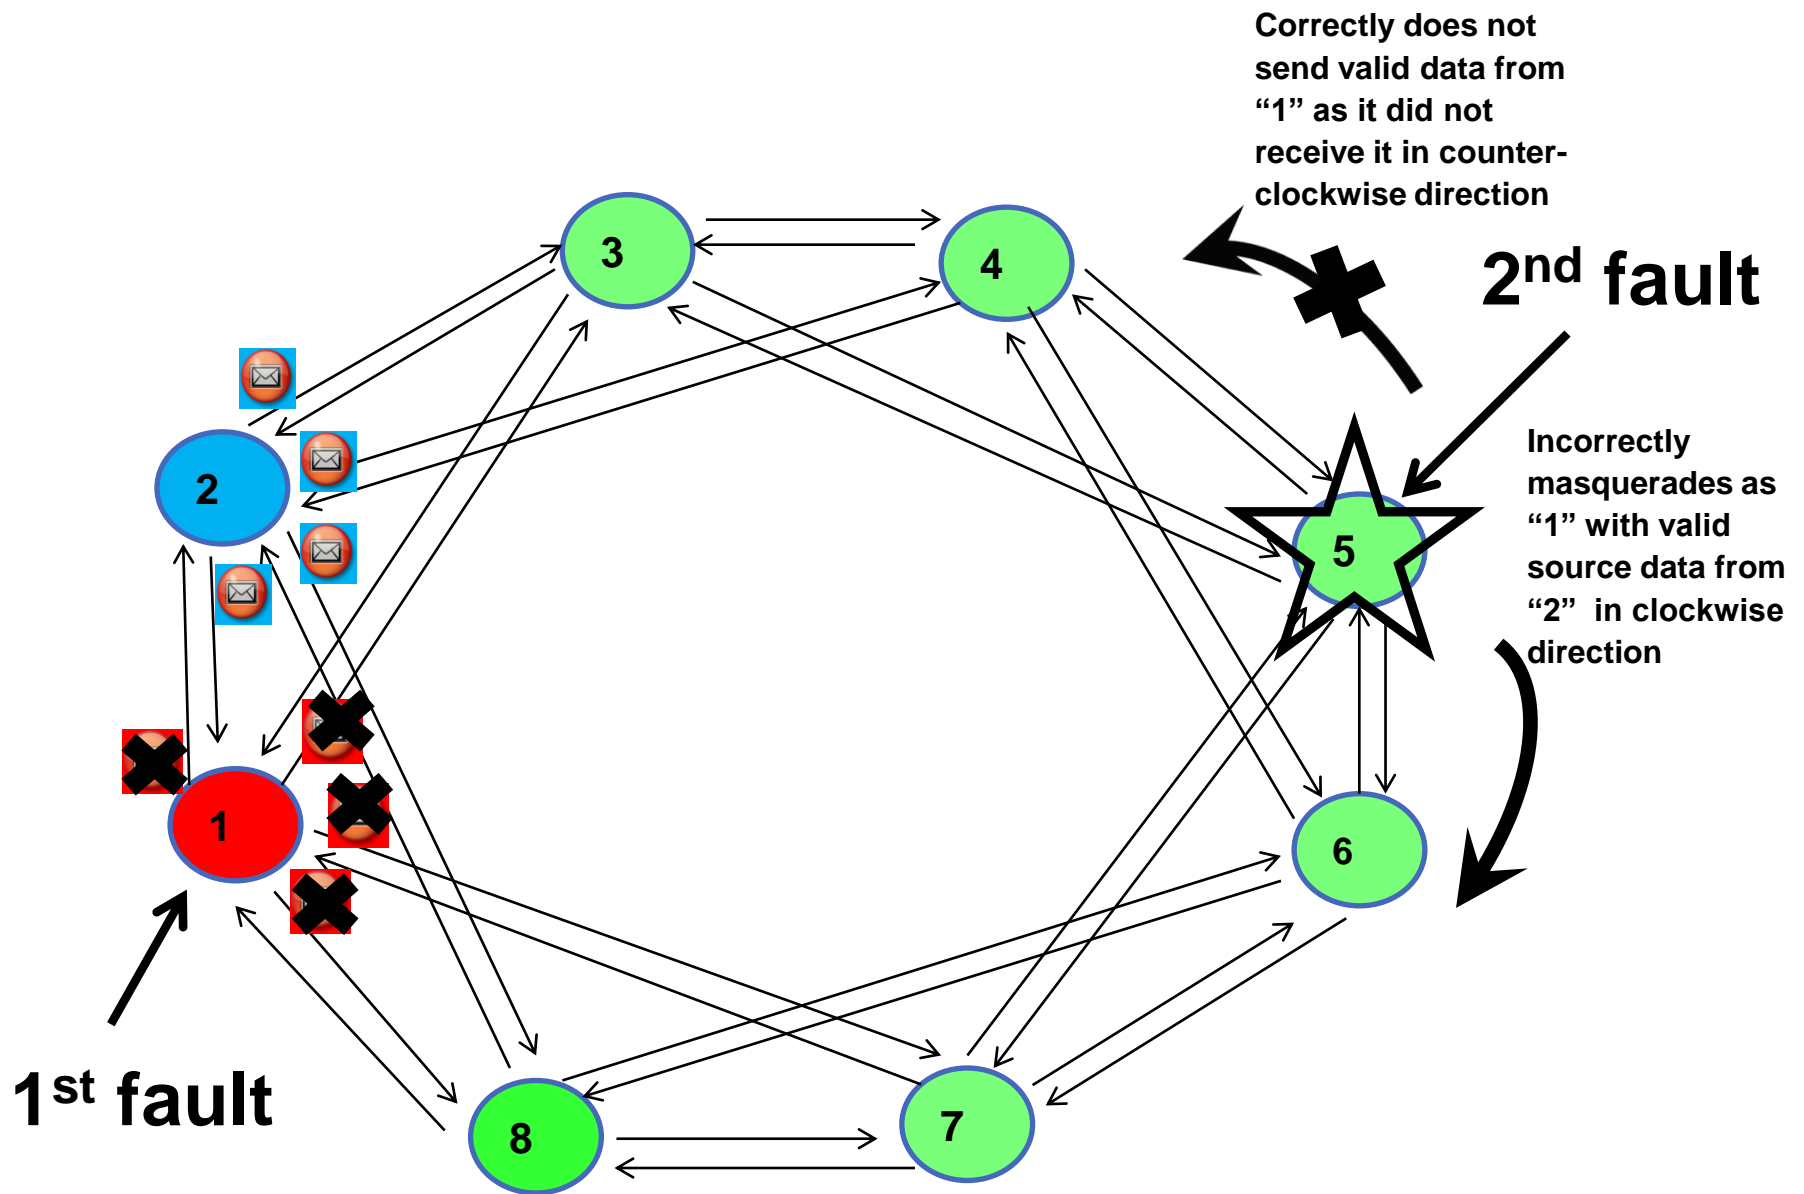 Correctly does not
send valid data from
“1” as it did not
receive it in counter-
clockwise direction
2nd fault
3
4
Incorrectly
masquerades as
“1” with valid
source data from
“2”  in clockwise
direction
2
5
1
6
1st fault
8
7